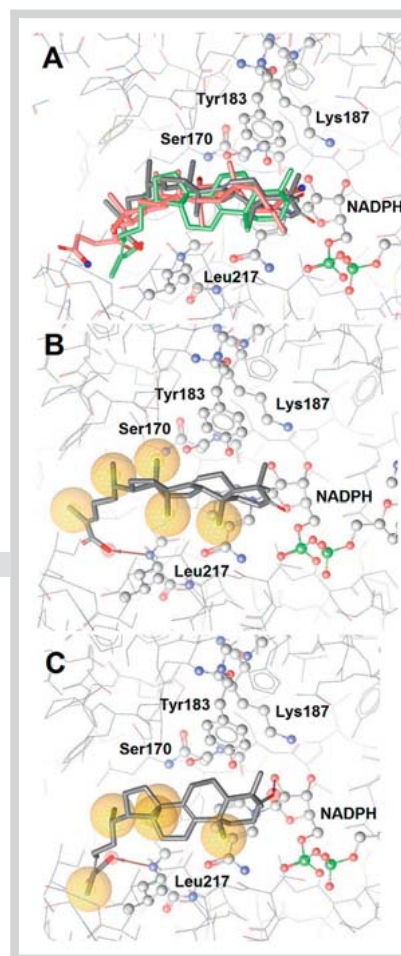 A
Tyr183
Lys187
Ser170
NADPH
Leu217
B
Tyr183
Lys187
Ser170
NADPH
Leu217
C
Tyr183
Lys187
Ser170
NADPH
Leu217